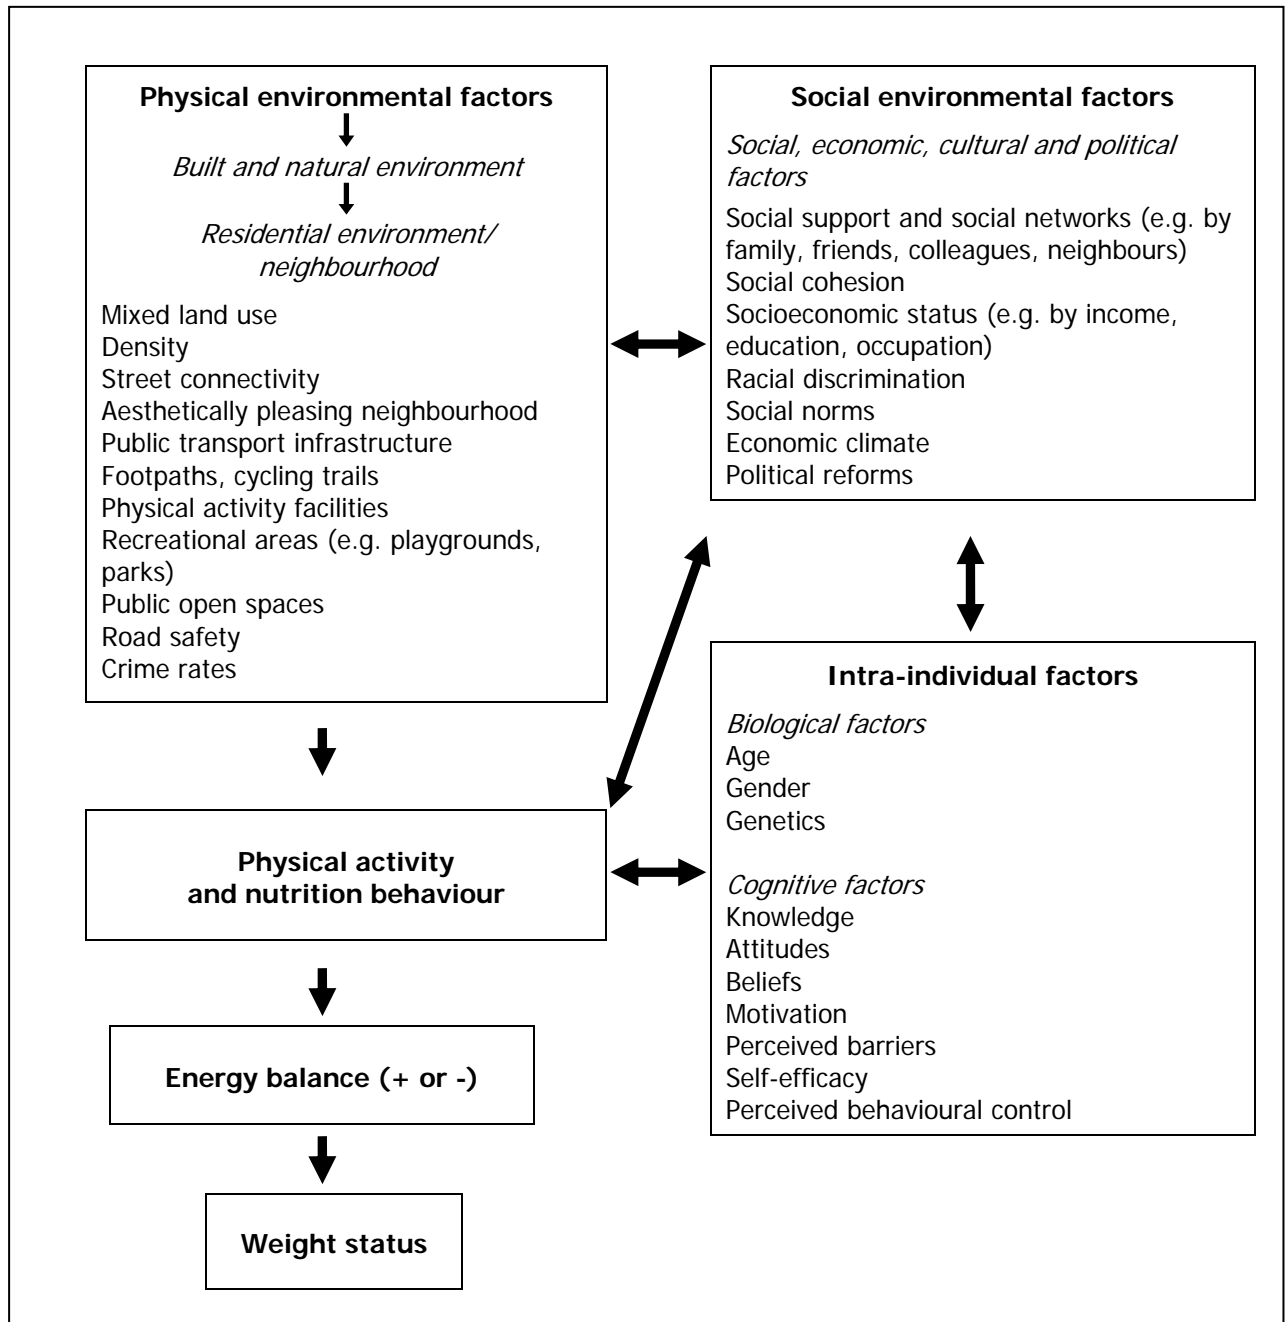 Physical environmental factors
Built and natural environment
Residential environment/
neighbourhood
Mixed land use
Density
Street connectivity
Aesthetically pleasing neighbourhood
Public transport infrastructure
Footpaths, cycling trails
Physical activity facilities
Recreational areas (e.g. playgrounds,
parks)
Public open spaces
Road safety
Crime rates
Social environmental factors
Social, economic, cultural and political
factors
Social support and social networks (e.g. by
family, friends, colleagues, neighbours)
Social cohesion
Socioeconomic status (e.g. by income,
education, occupation)
Racial discrimination
Social norms
Economic climate
Political reforms
Intra-individual factors
Biological factors
Age
Gender
Genetics
Cognitive factors
Knowledge
Attitudes
Beliefs
Motivation
Perceived barriers
Self-efficacy
Perceived behavioural control
Physical activity
and nutrition behaviour
Energy balance (+ or -)
Weight status